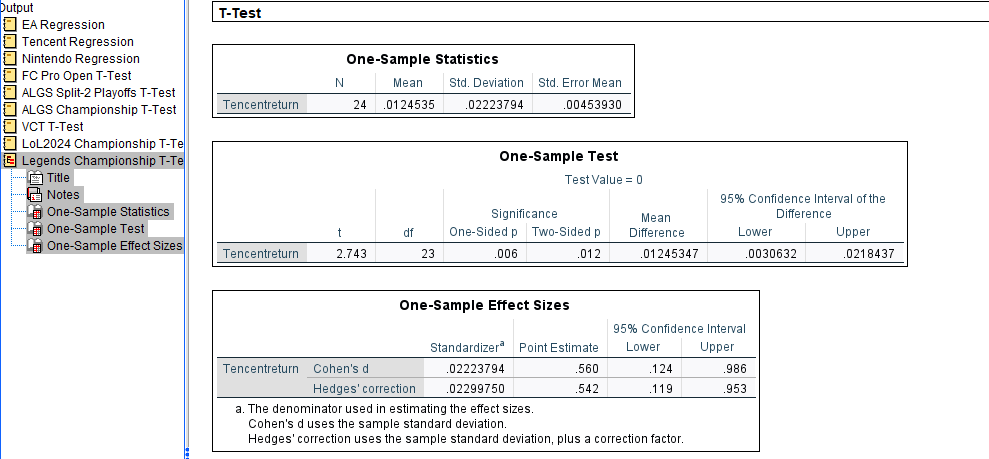 Output
EA Regression
Tencent Regression
Nintendo Regression
FC Pro Open T-Test
ALGS Split-2 Playoffs T-Test
ALGS Championship T-Test
VCT T-Test
LoL2024 Championship T-Te
Legends Championship T-Te
Title
Notes
One-Sample Statistics
One-Sample Test
One-Sample Effect Sizes
T-Test
One-Sample Statistics
N Mean Std. Deviation Std. Error Mean
Tencentreturn 24 .0124535 .02223794 .00453930
One-Sample Test
Test Value = 0
95% Confidence Interval of the
Significance Mean Difference
t df One-Sided p Two-Sided p Difference Lower Upper
Tencentreturn 2.743 23 .006 .012 .01245347 .0030632 .0218437
One-Sample Effect Sizes
95% Confidence Interval
Standardizerᵃ Point Estimate Lower Upper
Tencentreturn Cohen's d .02223794 .560 .124 .986
Hedges' correction .02299750 .542 .119 .953
a. The denominator used in estimating the effect sizes.
Cohen's d uses the sample standard deviation.
Hedges' correction uses the sample standard deviation, plus a correction factor.